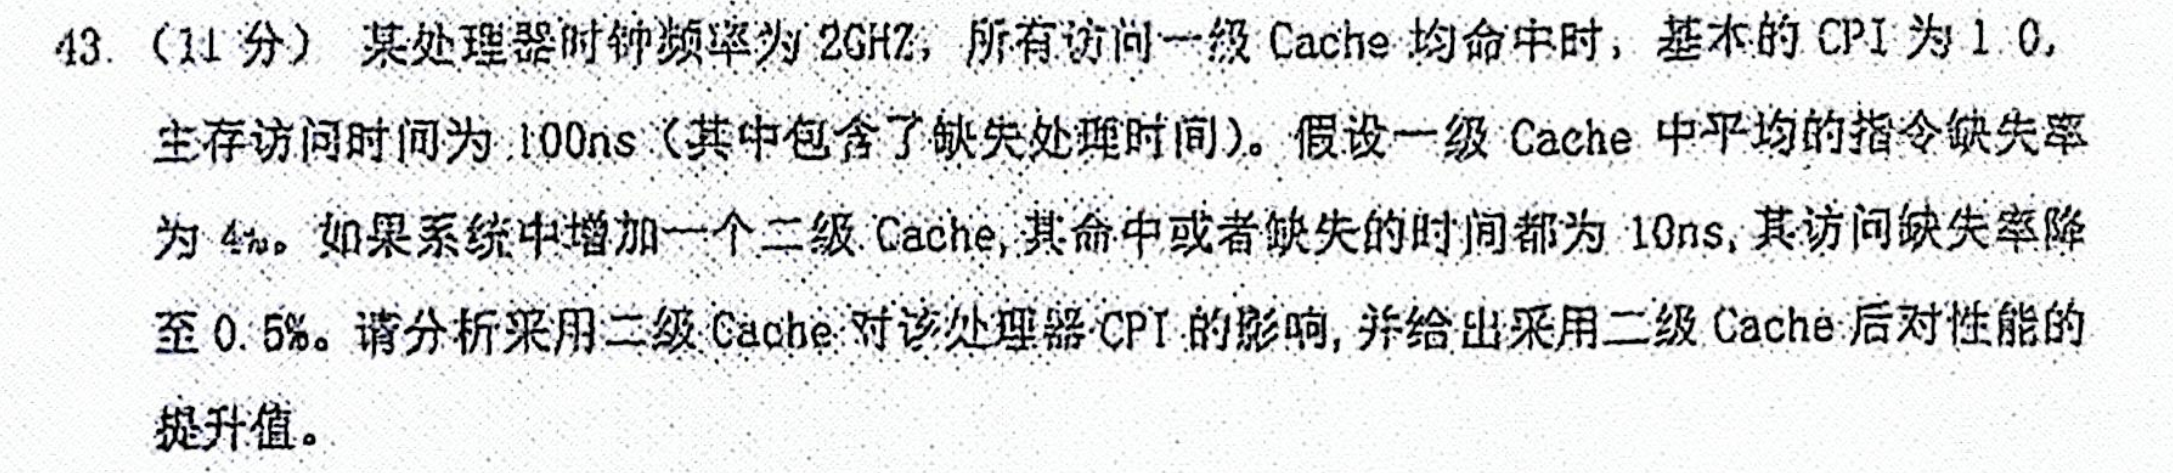 43. （11 分） 某处理器时钟频率为 2GHZ，所有访问一级 Cache 均命中时，基本的 CPI 为 1.0，
主存访问时间为 100ns（其中包含了缺失处理时间）。假设一级 Cache 中平均的指令缺失率
为 4%。如果系统中增加一个二级 Cache，其命中或者缺失的时间都为 10ns，其访问缺失率降
至 0.5%。请分析采用二级 Cache 对该处理器 CPI 的影响，并给出采用二级 Cache 后对性能的
提升值。